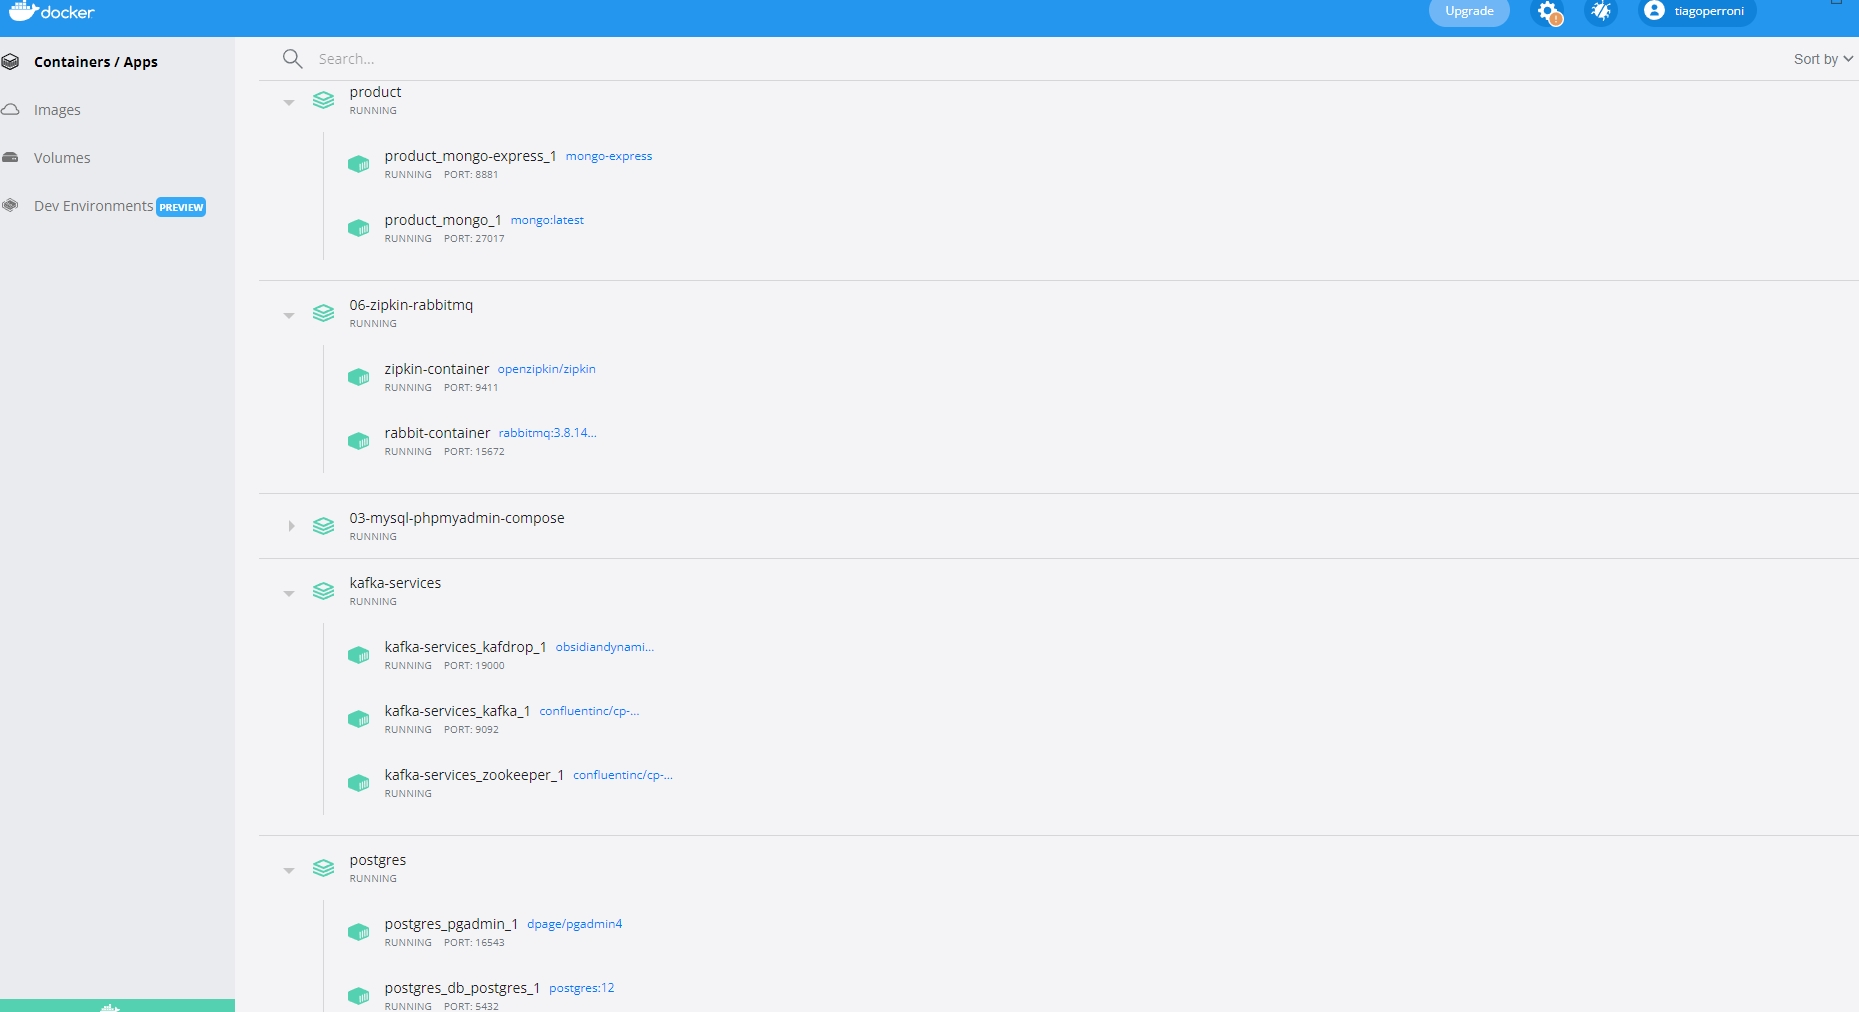 docker
Upgrade
tiagoperroni
Containers / Apps
Images
Volumes
Dev Environments PREVIEW
Search...
Sort by
product
RUNNING
product_mongo-express_1 mongo-express
RUNNING PORT: 8881
product_mongo_1 mongo:latest
RUNNING PORT: 27017
06-zipkin-rabbitmq
RUNNING
zipkin-container openzipkin/zipkin
RUNNING PORT: 9411
rabbit-container rabbitmq:3.8.14...
RUNNING PORT: 15672
03-mysql-phpmyadmin-compose
RUNNING
kafka-services
RUNNING
kafka-services_kafdrop_1 obsidiandynami...
RUNNING PORT: 19000
kafka-services_kafka_1 confluentinc/cp-...
RUNNING PORT: 9092
kafka-services_zookeeper_1 confluentinc/cp-...
RUNNING
postgres
RUNNING
postgres_pgadmin_1 dpage/pgadmin4
RUNNING PORT: 16543
postgres_db_postgres_1 postgres:12
RUNNING PORT: 5432